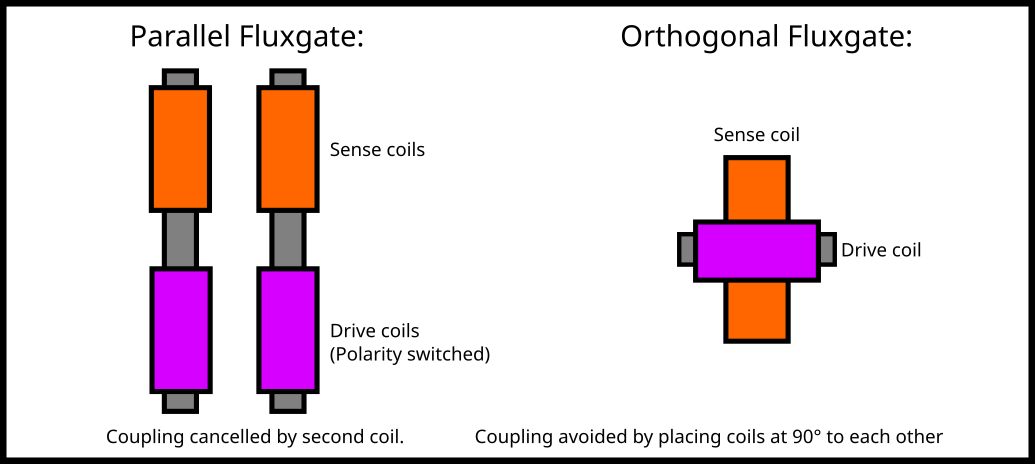 Parallel Fluxgate:
Orthogonal Fluxgate:
Sense coils
Sense coil
Drive coil
Drive coils
(Polarity switched)
Coupling cancelled by second coil.
Coupling avoided by placing coils at 90° to each other